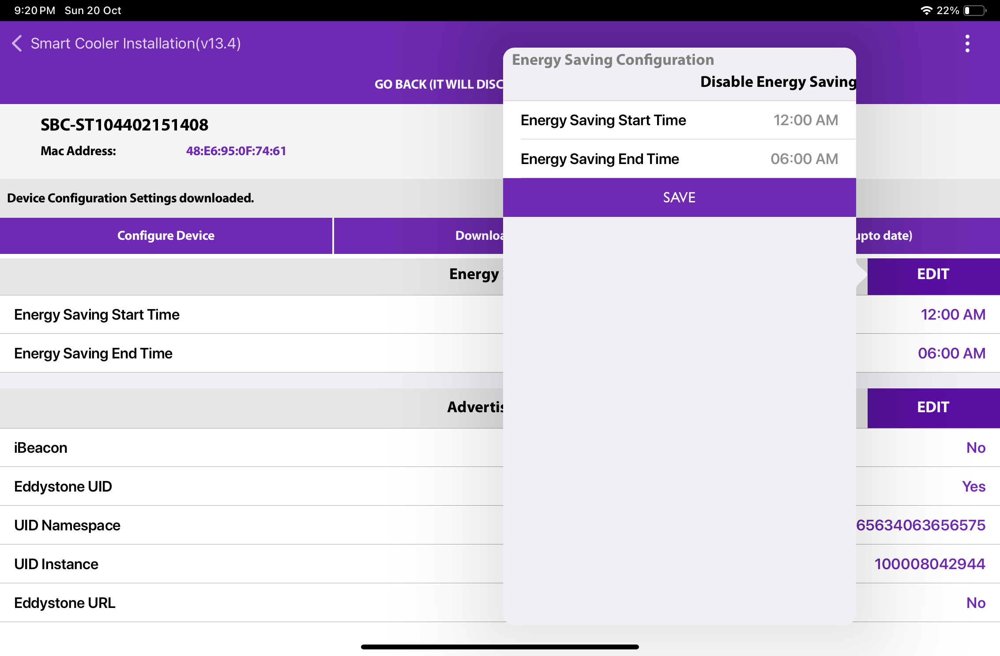 9:20 PM Sun 20 Oct 22%
Smart Cooler Installation(v13.4)
GO BACK (IT WILL DISC
SBC-ST104402151408
Mac Address: 48:E6:95:0F:74:61
Device Configuration Settings downloaded.
Configure Device
Downloa
upto date)
Energy
EDIT
Energy Saving Start Time 12:00 AM
Energy Saving End Time 06:00 AM
Advertis
EDIT
iBeacon No
Eddystone UID Yes
UID Namespace 65634063656575
UID Instance 100008042944
Eddystone URL No
Energy Saving Configuration
Disable Energy Saving
Energy Saving Start Time 12:00 AM
Energy Saving End Time 06:00 AM
SAVE